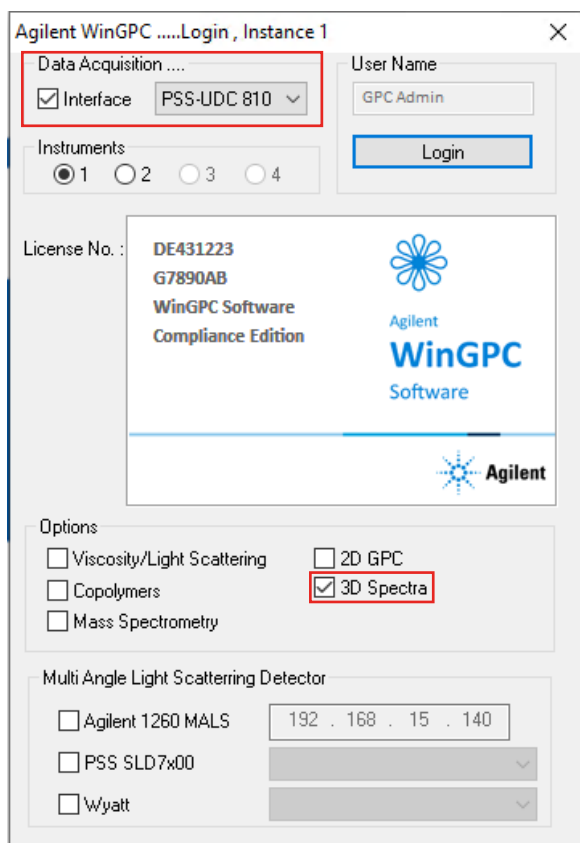 Agilent WinGPC .....Login , Instance 1
Data Acquisition ....
Interface PSS-UDC 810
User Name
GPC Admin
Login
Instruments
1 2 3 4
License No. :
DE431223
G7890AB
WinGPC Software
Compliance Edition
Agilent
WinGPC
Software
Agilent
Options
Viscosity/Light Scattering 2D GPC
Copolymers 3D Spectra
Mass Spectrometry
Multi Angle Light Scatterring Detector
Agilent 1260 MALS 192 . 168 . 15 . 140
PSS SLD7x00
Wyatt